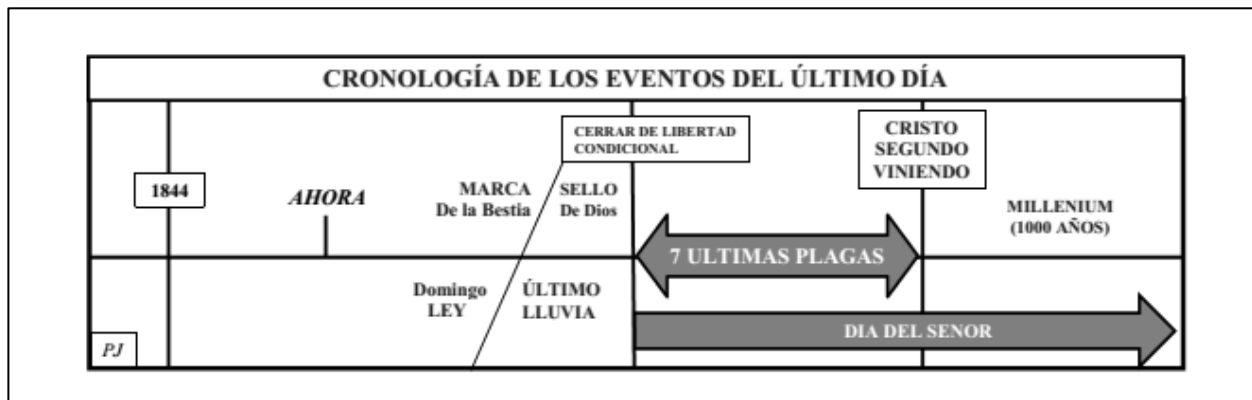 CRONOLOGÍA DE LOS EVENTOS DEL ÚLTIMO DÍA
1844
AHORA
MARCA
De la Bestia
SELLO
De Dios
CERRAR DE LIBERTAD
CONDICIONAL
CRISTO
SEGUNDO
VINIENDO
MILLENIUM
(1000 AÑOS)
7 ULTIMAS PLAGAS
Domingo
LEY
ÚLTIMO
LLUVIA
DIA DEL SENOR
PJ